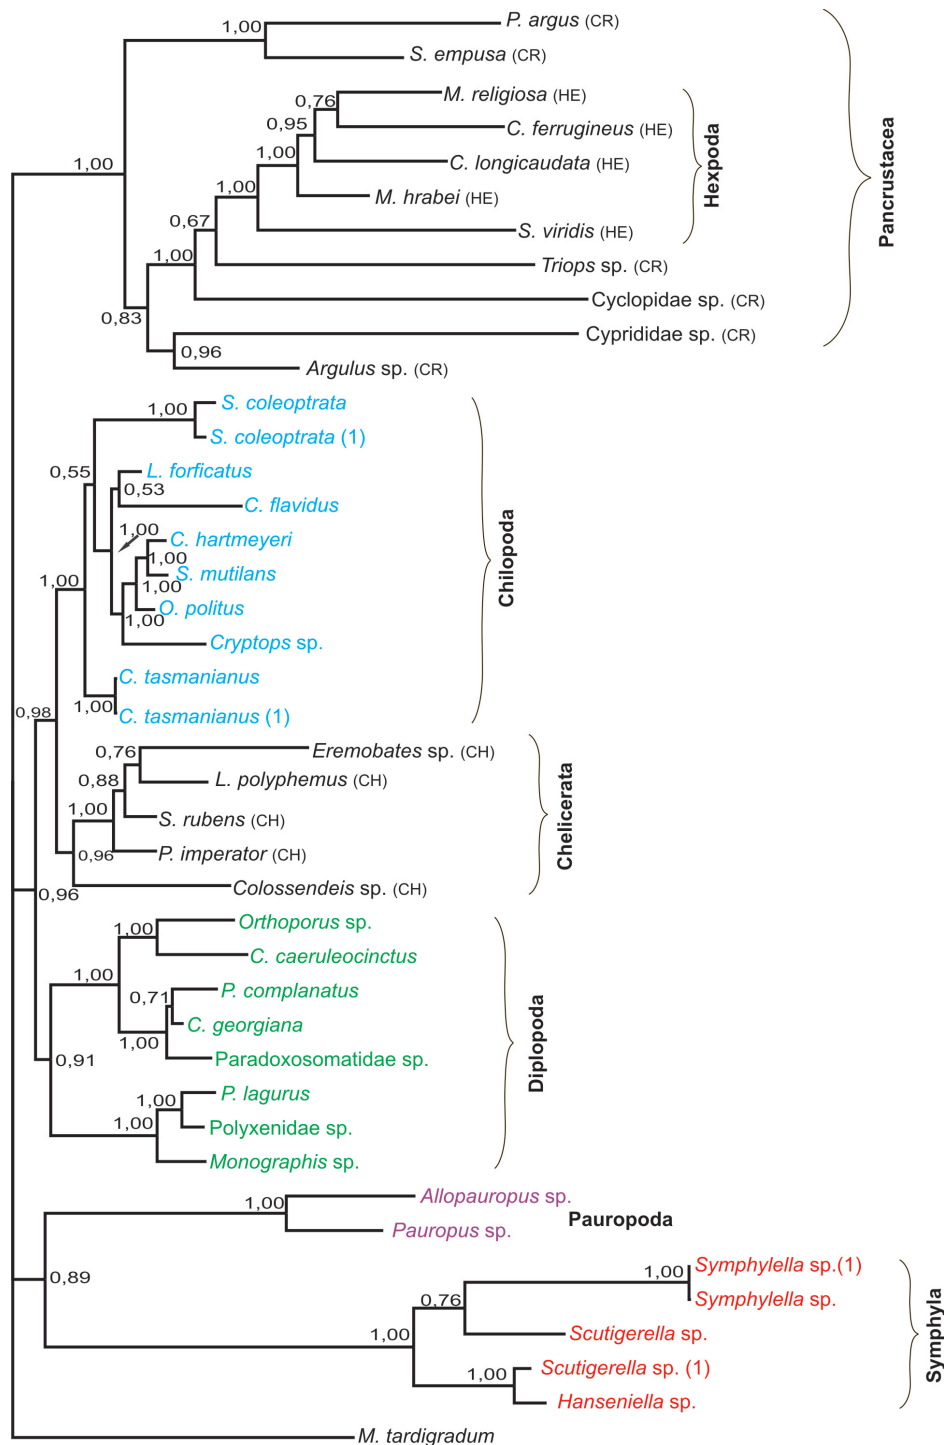 1,00
P. argus (CR)
S. empusa (CR)
0,76
M. religiosa (HE)
0,95
C. ferrugineus (HE)
1,00
C. longicaudata (HE)
1,00
M. hrabei (HE)
0,67
S. viridis (HE)
Hexpoda
1,00
1,00
Triops sp. (CR)
Cyclopidae sp. (CR)
0,83
Cyprididae sp. (CR)
0,96
Argulus sp. (CR)
Pancrustacea
1,00
S. coleoptrata
S. coleoptrata (1)
0,55
L. forficatus
0,53
C. flavidus
1,00
C. hartmeyeri
1,00
S. mutilans
1,00
1,00
O. politus
1,00
Cryptops sp.
C. tasmanianus
1,00
C. tasmanianus (1)
Chilopoda
0,98
0,76
Eremobates sp. (CH)
0,88
L. polyphemus (CH)
1,00
S. rubens (CH)
0,96
P. imperator (CH)
Colossendeis sp. (CH)
Chelicerata
0,96
Orthoporus sp.
1,00
C. caeruleocinctus
1,00
0,71
P. complanatus
C. georgiana
1,00
Paradoxosomatidae sp.
0,91
P. lagurus
1,00
1,00
Polyxenidae sp.
Monographis sp.
Diplopoda
1,00
Allopauropus sp.
Pauropus sp.
Pauropoda
0,89
1,00
Symphylella sp.(1)
Symphylella sp.
0,76
Scutigerella sp.
1,00
1,00
Scutigerella sp. (1)
Hanseniella sp.
Symphyla
M. tardigradum